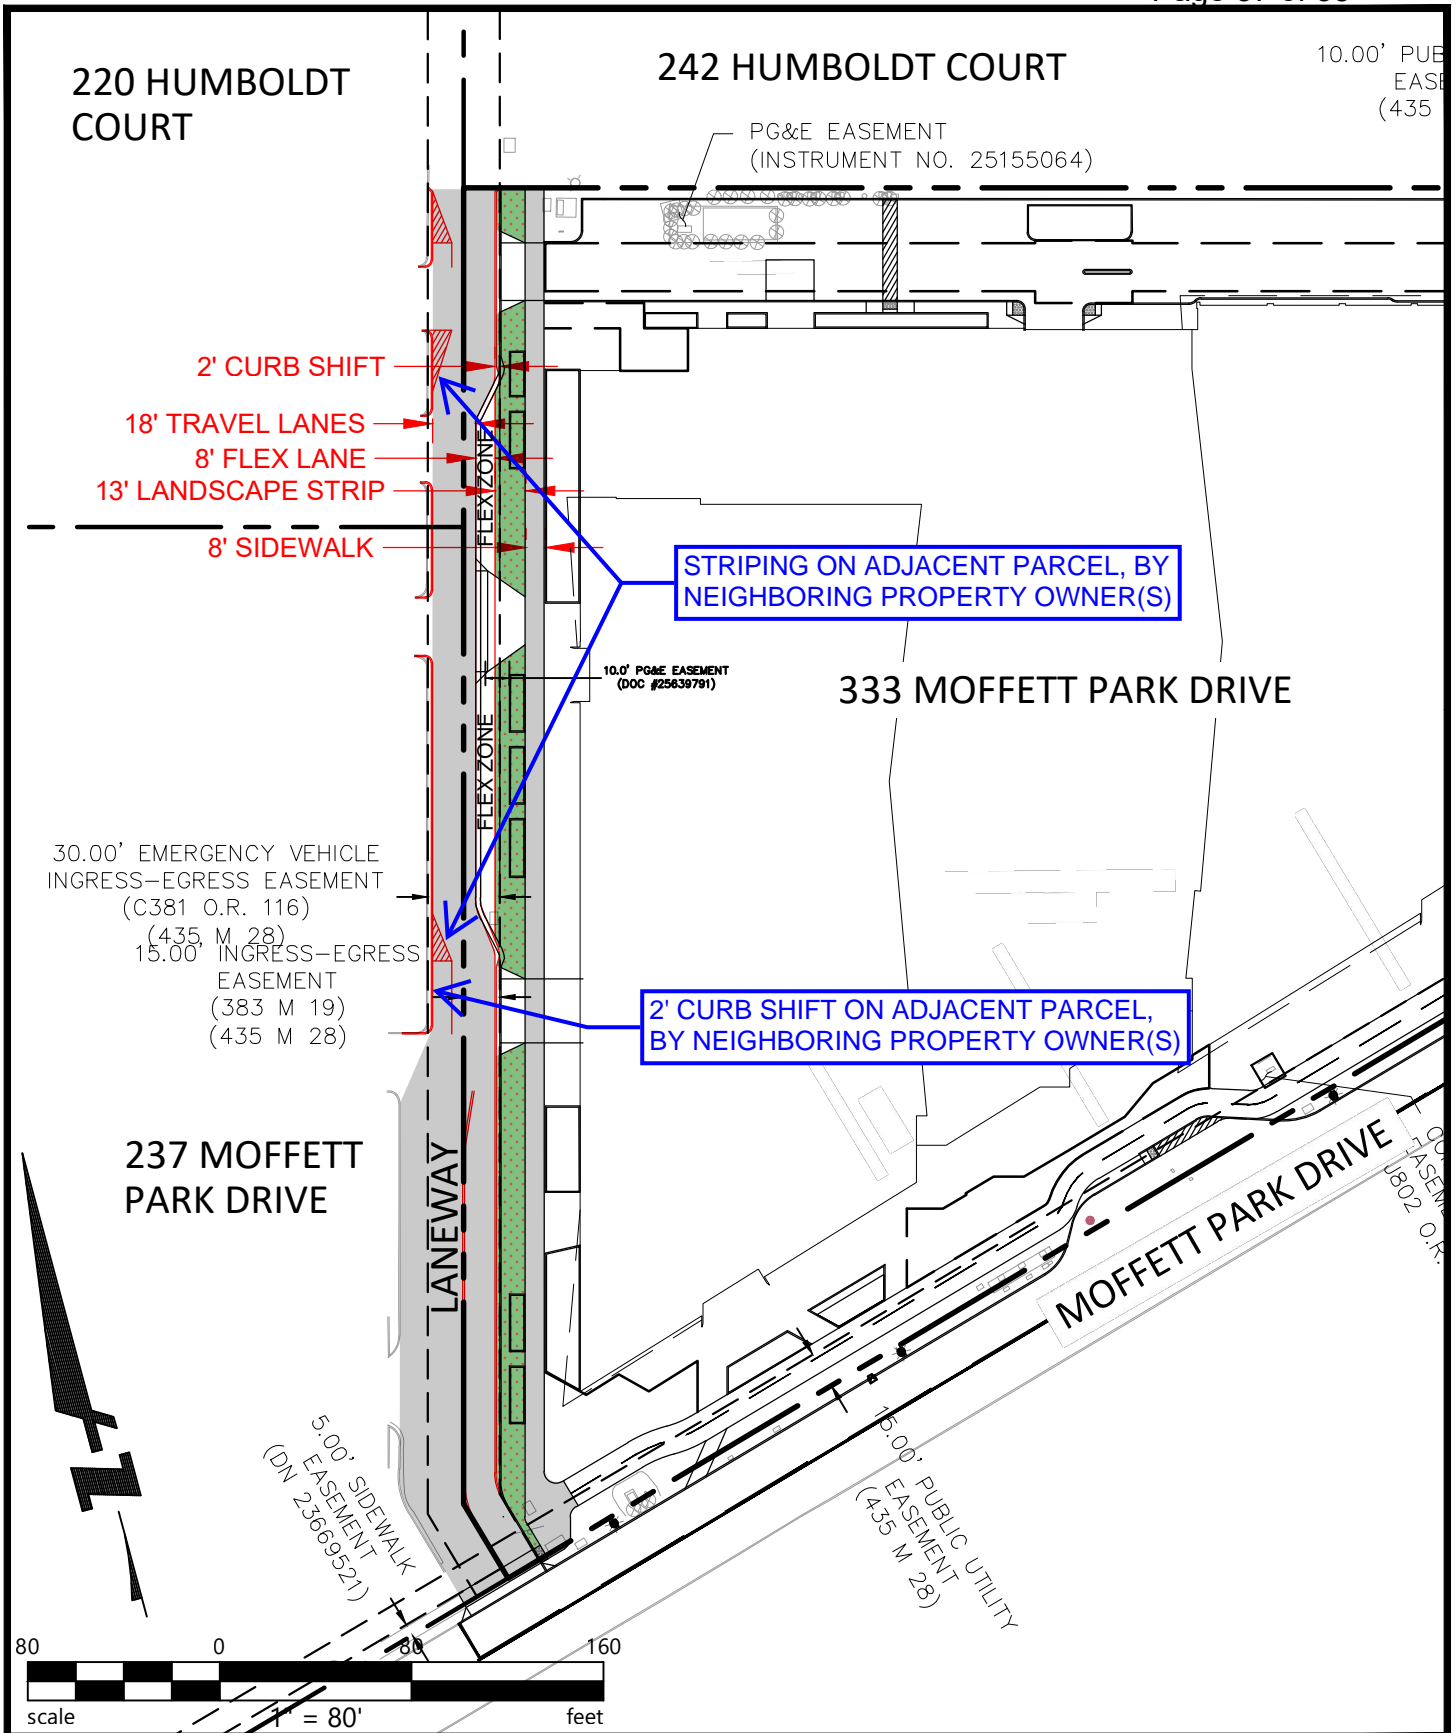 220 HUMBOLDT
COURT
242 HUMBOLDT COURT
10.00' PUB
(435
PG&E EASEMENT
(INSTRUMENT NO. 25155064)
2' CURB SHIFT
18' TRAVEL LANES
8' FLEX LANE
13' LANDSCAPE STRIP
8' SIDEWALK
FLEX ZONE
STRIPING ON ADJACENT PARCEL, BY
NEIGHBORING PROPERTY OWNER(S)
10.0' PG&E EASEMENT
(DOC #25639791)
333 MOFFETT PARK DRIVE
FLEX ZONE
30.00' EMERGENCY VEHICLE
INGRESS-EGRESS EASEMENT
(C381 O.R. 116)
(435 M 28)
15.00' INGRESS-EGRESS
EASEMENT
(383 M 19)
(435 M 28)
2' CURB SHIFT ON ADJACENT PARCEL,
BY NEIGHBORING PROPERTY OWNER(S)
237 MOFFETT
PARK DRIVE
LANEWAY
MOFFETT PARK DRIVE
J802 O.R.
5.00' SIDEWALK
EASEMENT
(DN 23669521)
15.00' PUBLIC UTILITY
EASEMENT
(435 M 28)
N
80 0 80 160
scale 1" = 80' feet